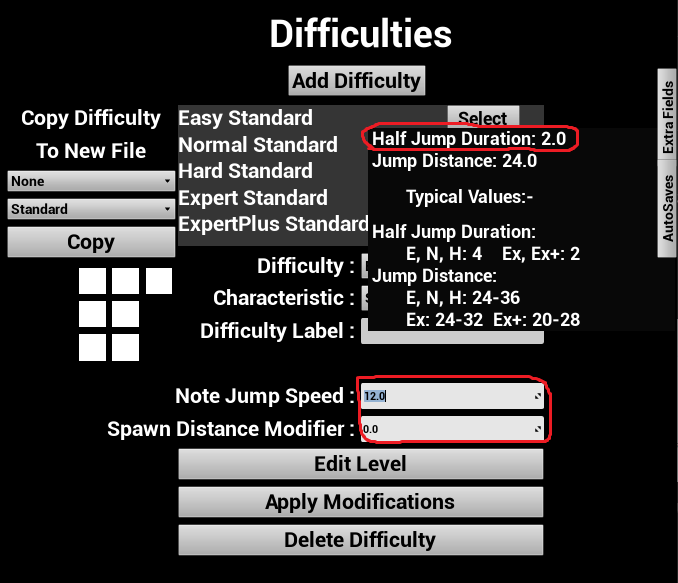 Difficulties
Add Difficulty
Copy Difficulty
To New File
None
Standard
Copy
Easy Standard
Normal Standard
Hard Standard
Expert Standard
ExpertPlus Standard
Select
Half Jump Duration: 2.0
Jump Distance: 24.0
Typical Values:-
Half Jump Duration:
E, N, H: 4 Ex, Ex+: 2
Jump Distance:
E, N, H: 24-36
Ex: 24-32 Ex+: 20-28
Extra Fields
AutoSaves
Difficulty :
Characteristic :
Difficulty Label :
Note Jump Speed : 12.0
Spawn Distance Modifier : 0.0
Edit Level
Apply Modifications
Delete Difficulty